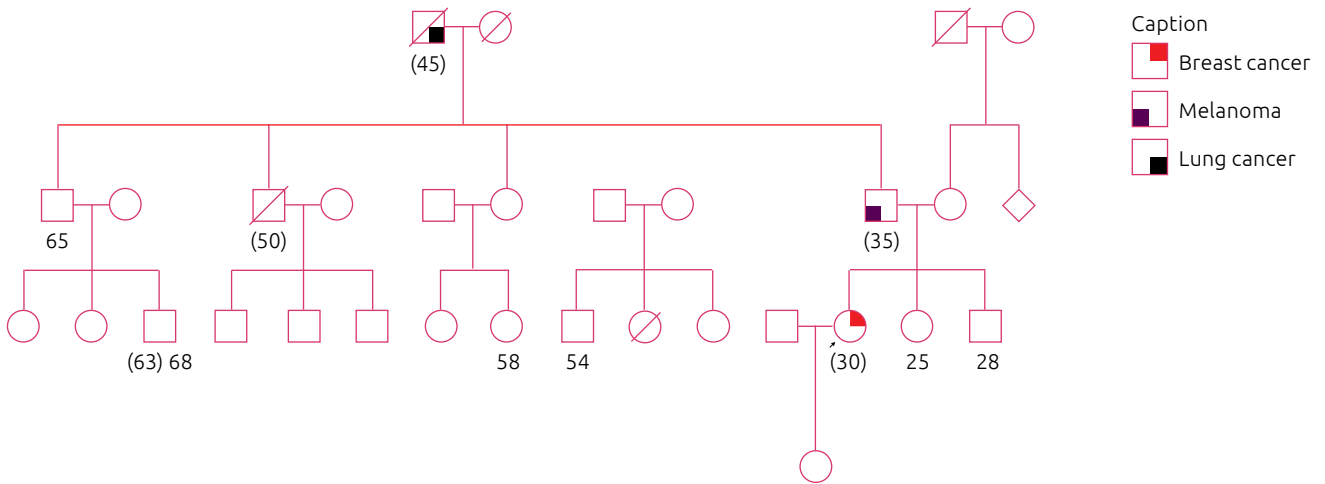 Caption
Breast cancer
Melanoma
Lung cancer
(45)
65
(50)
(35)
(63) 68
58
54
(30)
25
28